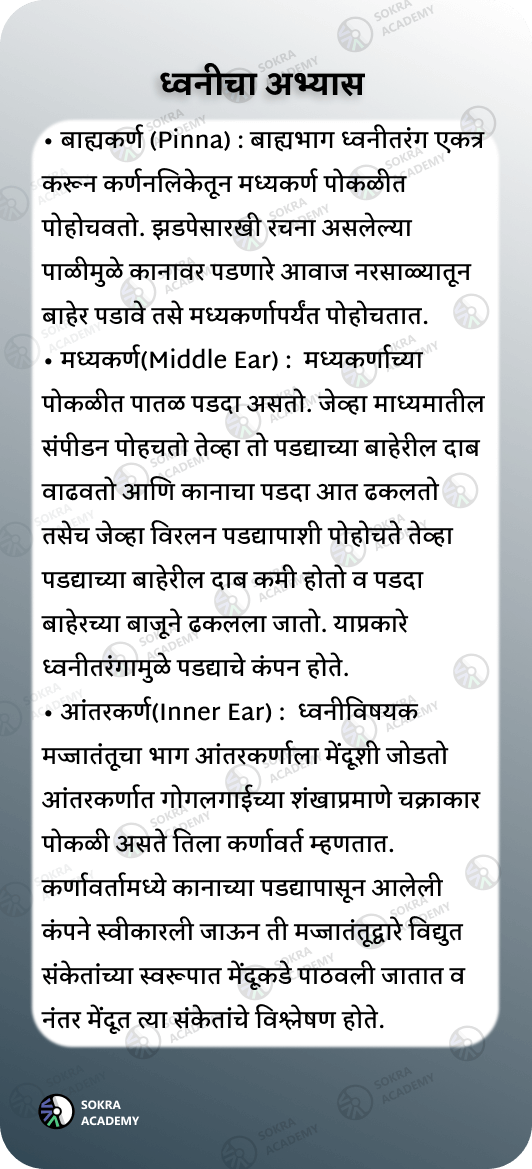 ध्वनीचा अभ्यास
• बाह्यकर्ण (Pinna) : बाह्यभाग ध्वनीतरंग एकत्र
करून कर्णनलिकेतून मध्यकर्ण पोकळीत
पोहोचवतो. झडपेसारखी रचना असलेल्या
पाळीमुळे कानावर पडणारे आवाज नरसाळ्यातून
बाहेर पडावे तसे मध्यकर्णापर्यंत पोहोचतात.
• मध्यकर्ण(Middle Ear) : मध्यकर्णाच्या
पोकळीत पातळ पडदा असतो. जेव्हा माध्यमातील
संपीडन पोहचतो तेव्हा तो पडद्याच्या बाहेरील दाब
वाढवतो आणि कानाचा पडदा आत ढकलतो
तसेच जेव्हा विरलन पडद्यापाशी पोहोचते तेव्हा
पडद्याच्या बाहेरील दाब कमी होतो व पडदा
बाहेरच्या बाजूने ढकलला जातो. याप्रकारे
ध्वनीतरंगामुळे पडद्याचे कंपन होते.
• आंतरकर्ण(Inner Ear) : ध्वनीविषयक
मज्जातंतूचा भाग आंतरकर्णाला मेंदूशी जोडतो
आंतरकर्णात गोगलगाईच्या शंखाप्रमाणे चक्राकार
पोकळी असते तिला कर्णावर्त म्हणतात.
कर्णावर्तामध्ये कानाच्या पडद्यापासून आलेली
कंपने स्वीकारली जाऊन ती मज्जातंतूद्वारे विद्युत
संकेतांच्या स्वरूपात मेंदूकडे पाठवली जातात व
नंतर मेंदूत त्या संकेतांचे विश्लेषण होते.
SOKRA
ACADEMY